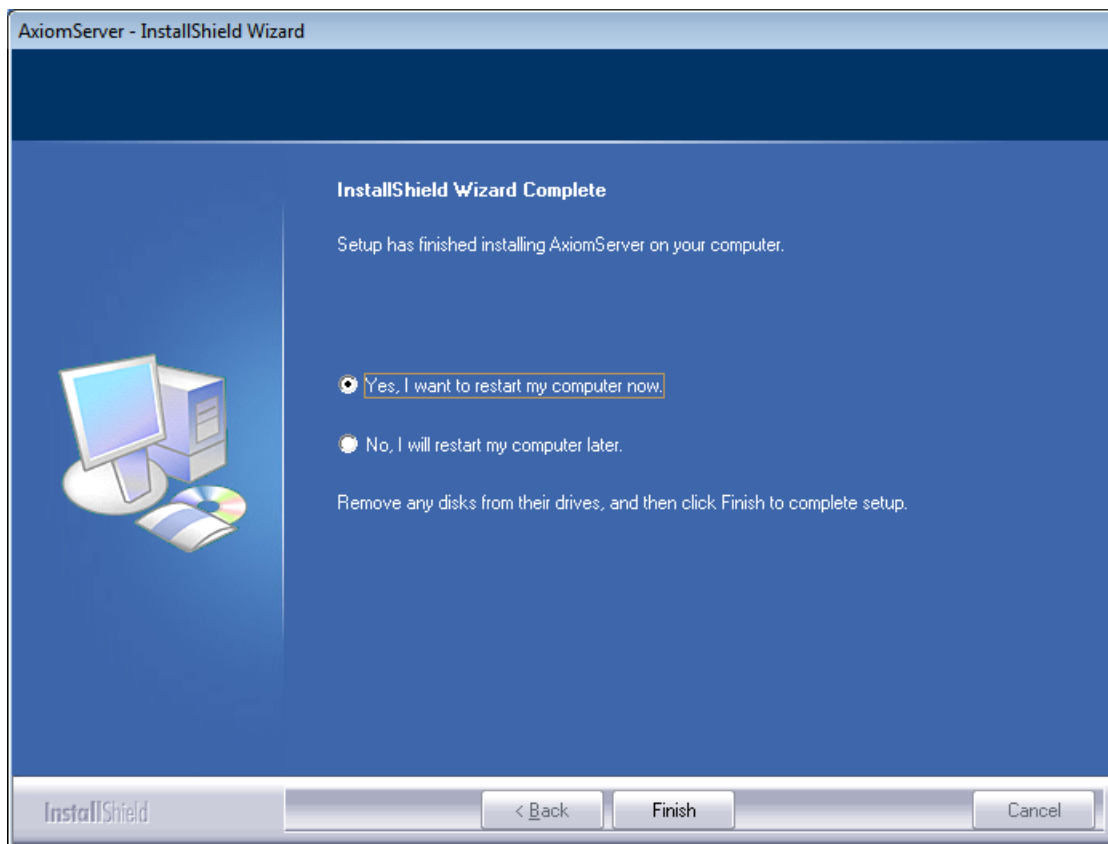 AxiomServer - InstallShield Wizard
InstallShield Wizard Complete
Setup has finished installing AxiomServer on your computer.
Yes, I want to restart my computer now.
No, I will restart my computer later.
Remove any disks from their drives, and then click Finish to complete setup.
InstallShield
< Back
Finish
Cancel